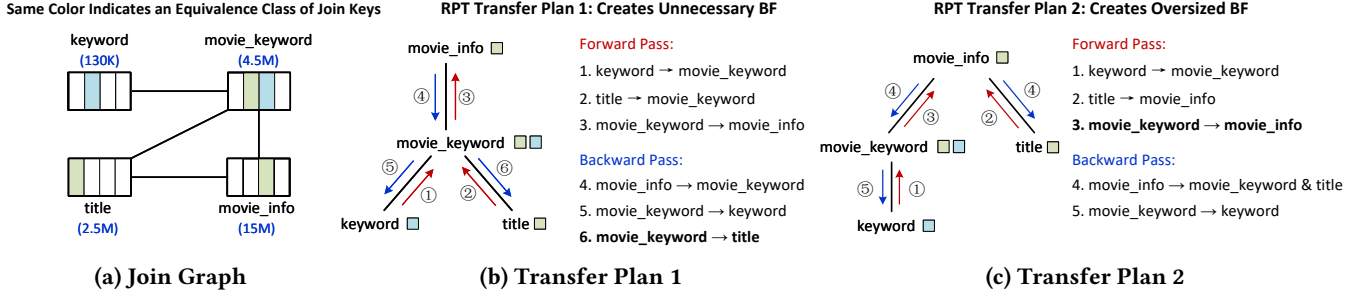 Same Color Indicates an Equivalence Class of Join Keys
keyword
(130K)
movie_keyword
(4.5M)
title
(2.5M)
movie_info
(15M)
(a) Join Graph
RPT Transfer Plan 1: Creates Unnecessary BF
movie_info
④
③
movie_keyword
⑤
①
②
⑥
keyword
title
Forward Pass:
1. keyword → movie_keyword
2. title → movie_keyword
3. movie_keyword → movie_info
Backward Pass:
4. movie_info → movie_keyword
5. movie_keyword → keyword
6. movie_keyword → title
(b) Transfer Plan 1
RPT Transfer Plan 2: Creates Oversized BF
movie_info
④
③
②
④
movie_keyword
title
⑤
①
keyword
Forward Pass:
1. keyword → movie_keyword
2. title → movie_info
3. movie_keyword → movie_info
Backward Pass:
4. movie_info → movie_keyword & title
5. movie_keyword → keyword
(c) Transfer Plan 2